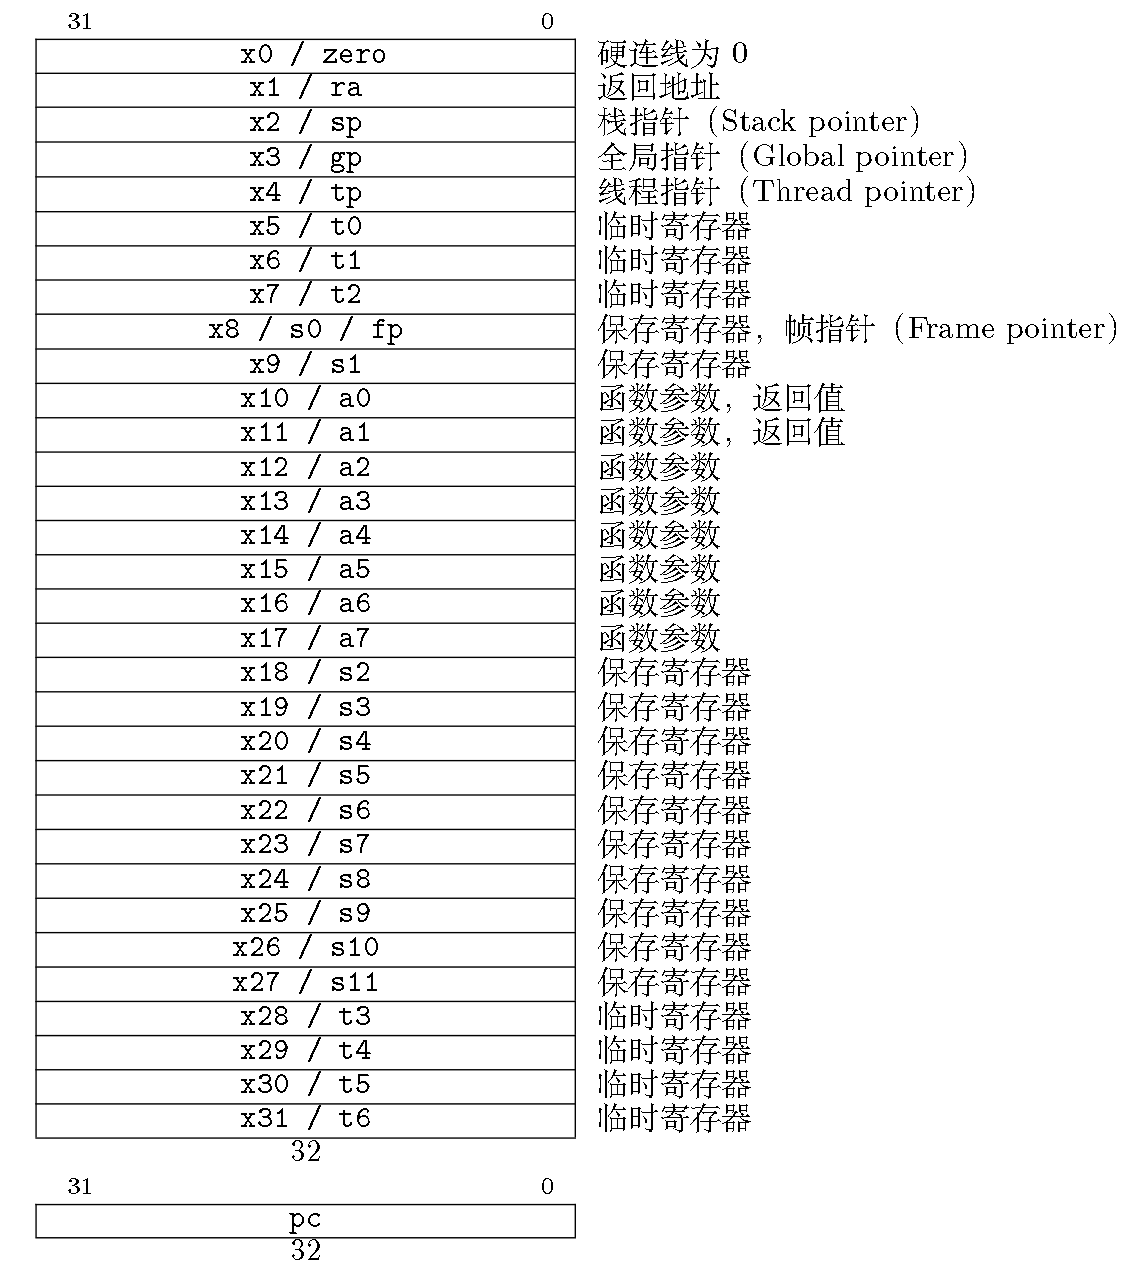 31 0
x0 / zero 硬连线为 0
x1 / ra 返回地址
x2 / sp 栈指针（Stack pointer）
x3 / gp 全局指针（Global pointer）
x4 / tp 线程指针（Thread pointer）
x5 / t0 临时寄存器
x6 / t1 临时寄存器
x7 / t2 临时寄存器
x8 / s0 / fp 保存寄存器，帧指针（Frame pointer）
x9 / s1 保存寄存器
x10 / a0 函数参数，返回值
x11 / a1 函数参数，返回值
x12 / a2 函数参数
x13 / a3 函数参数
x14 / a4 函数参数
x15 / a5 函数参数
x16 / a6 函数参数
x17 / a7 函数参数
x18 / s2 保存寄存器
x19 / s3 保存寄存器
x20 / s4 保存寄存器
x21 / s5 保存寄存器
x22 / s6 保存寄存器
x23 / s7 保存寄存器
x24 / s8 保存寄存器
x25 / s9 保存寄存器
x26 / s10 保存寄存器
x27 / s11 保存寄存器
x28 / t3 临时寄存器
x29 / t4 临时寄存器
x30 / t5 临时寄存器
x31 / t6 临时寄存器
32
31 0
pc
32